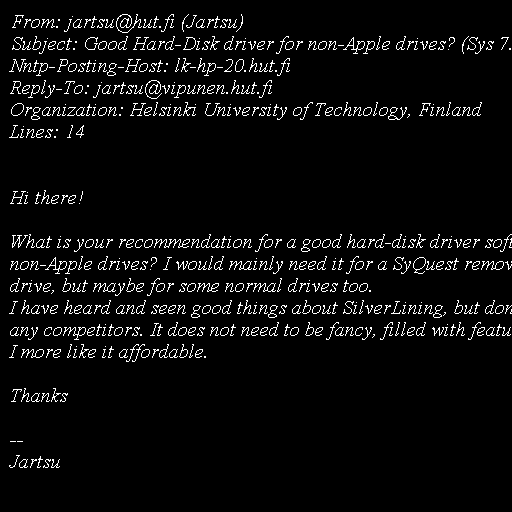 From: jartsu@hut.fi (Jartsu)
Subject: Good Hard-Disk driver for non-Apple drives? (Sys 7.
Nntp-Posting-Host: lk-hp-20.hut.fi
Reply-To: jartsu@vipunen.hut.fi
Organization: Helsinki University of Technology, Finland
Lines: 14
Hi there!
What is your recommendation for a good hard-disk driver soft
non-Apple drives? I would mainly need it for a SyQuest remov
drive, but maybe for some normal drives too.
I have heard and seen good things about SilverLining, but don
any competitors. It does not need to be fancy, filled with featu
I more like it affordable.
Thanks
--
Jartsu